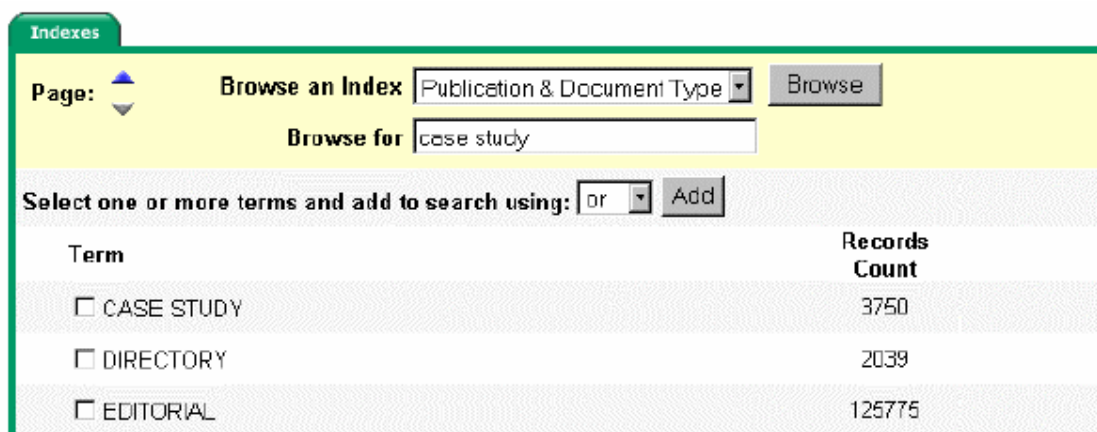 Indexes
Page: Browse an Index Publication & Document Type Browse
Browse for case study
Select one or more terms and add to search using: or Add
Term Records Count
CASE STUDY 3750
DIRECTORY 2039
EDITORIAL 125775